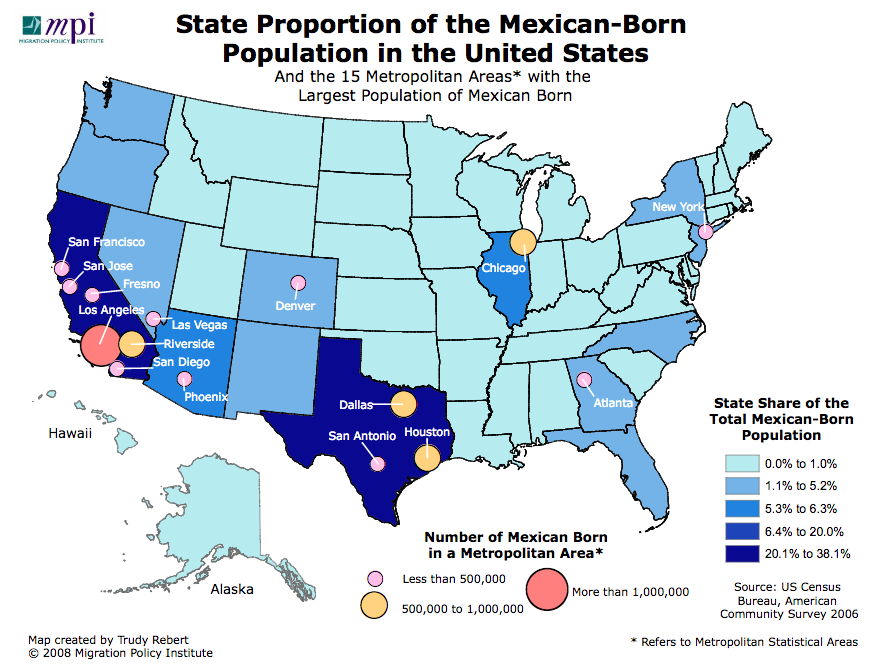 mpi
MIGRATION POLICY INSTITUTE
State Proportion of the Mexican-Born
Population in the United States
And the 15 Metropolitan Areas* with the
Largest Population of Mexican Born
New York
San Francisco
San Jose
Chicago
Fresno
Denver
Los Angeles
Las Vegas
Riverside
San Diego
Phoenix
Dallas
Atlanta
Hawaii
San Antonio
Houston
Alaska
State Share of the
Total Mexican-Born
Population
0.0% to 1.0%
1.1% to 5.2%
5.3% to 6.3%
6.4% to 20.0%
20.1% to 38.1%
Number of Mexican Born
in a Metropolitan Area*
Less than 500,000
500,000 to 1,000,000
More than 1,000,000
Source: US Census
Bureau, American
Community Survey 2006
Map created by Trudy Rebert
© 2008 Migration Policy Institute
* Refers to Metropolitan Statistical Areas